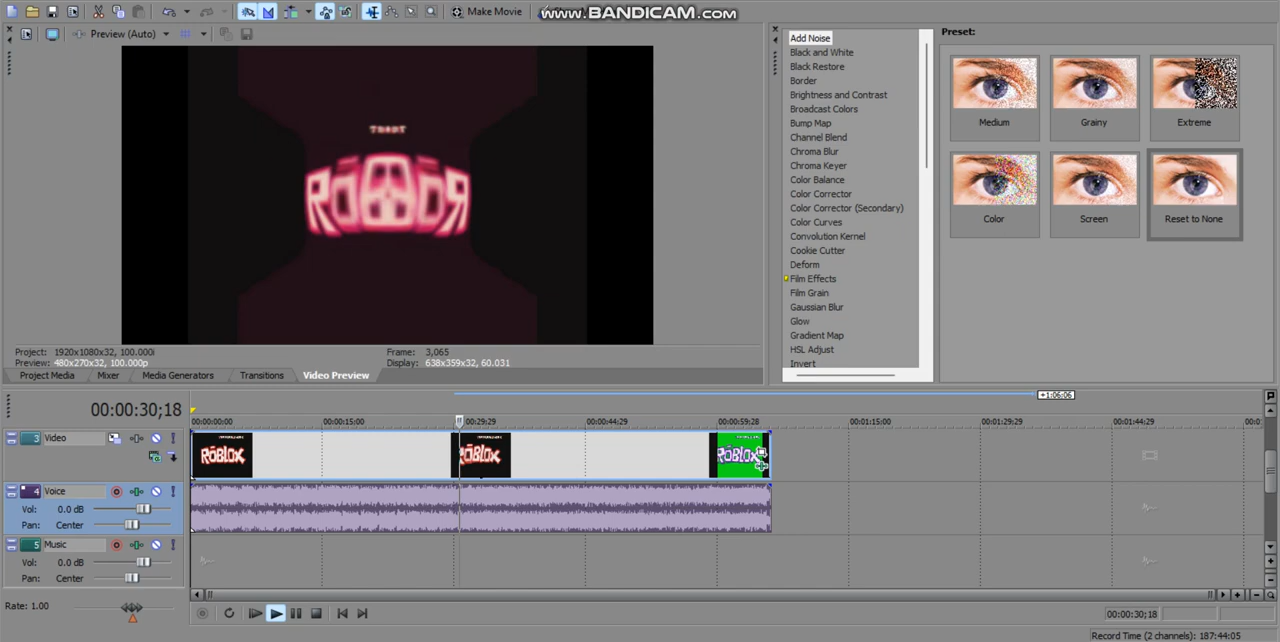 Make Movie
www.BANDICAM.com
Preview (Auto)
Project: 1920x1080x32, 100.000i
Preview: 480x270x32, 100.000p
Frame: 3,065
Display: 638x359x32, 60.031
Project Media
Mixer
Media Generators
Transitions
Video Preview
Add Noise
Black and White
Black Restore
Border
Brightness and Contrast
Broadcast Colors
Bump Map
Channel Blend
Chroma Blur
Chroma Keyer
Color Balance
Color Corrector
Color Corrector (Secondary)
Color Curves
Convolution Kernel
Cookie Cutter
Deform
Film Effects
Film Grain
Gaussian Blur
Glow
Gradient Map
HSL Adjust
Invert
Preset:
Medium
Grainy
Extreme
Color
Screen
Reset to None
00:00:30;18
+1:06:06
00:00:00;00
00:00:15;00
00:00:29;29
00:00:44;29
00:00:59;28
00:01:15;00
00:01:29;29
00:01:44;29
00:0
3
Video
ROBLOX
ROBLOX
ROBLOX
4
Voice
Vol:
0.0 dB
Pan:
Center
5
Music
Vol:
0.0 dB
Pan:
Center
Rate: 1.00
00:00:30;18
Record Time (2 channels): 187:44:05